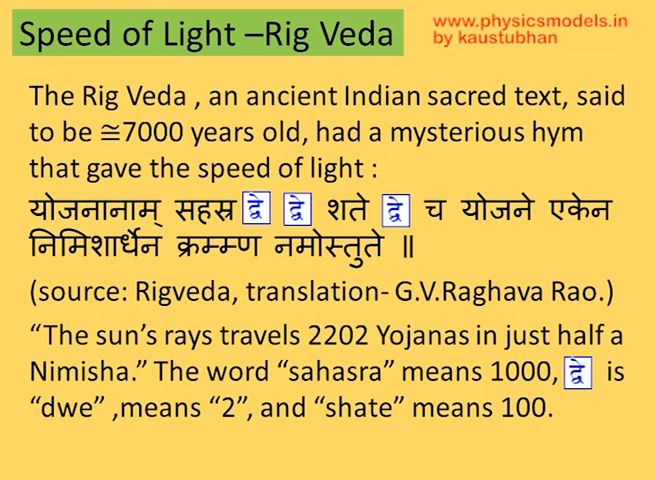 Speed of Light –Rig Veda
www.physicsmodels.in
by kaustubhan
The Rig Veda , an ancient Indian sacred text, said
to be ≅7000 years old, had a mysterious hym
that gave the speed of light :
योजनानाम् सहस्र द्वे द्वे शते द्वे च योजने एकेन
निमिशार्धेन क्रम्म्ण नमोस्तुते ॥
(source: Rigveda, translation- G.V.Raghava Rao.)
“The sun’s rays travels 2202 Yojanas in just half a
Nimisha.” The word “sahasra” means 1000, द्वे is
“dwe” ,means “2”, and “shate” means 100.